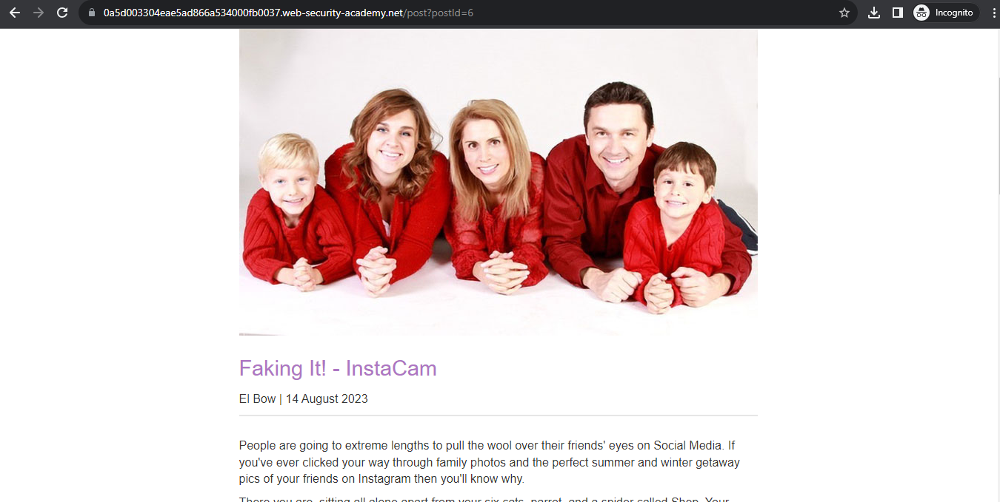 0a5d003304eae5ad866a534000fb0037.web-security-academy.net/post?postId=6
Incognito
Faking It! - InstaCam
El Bow | 14 August 2023
People are going to extreme lengths to pull the wool over their friends' eyes on Social Media. If
you've ever clicked your way through family photos and the perfect summer and winter getaway
pics of your friends on Instagram then you'll know why.
There you are, sitting all alone apart from your six cats, parrot, and a spider called Shep. Your